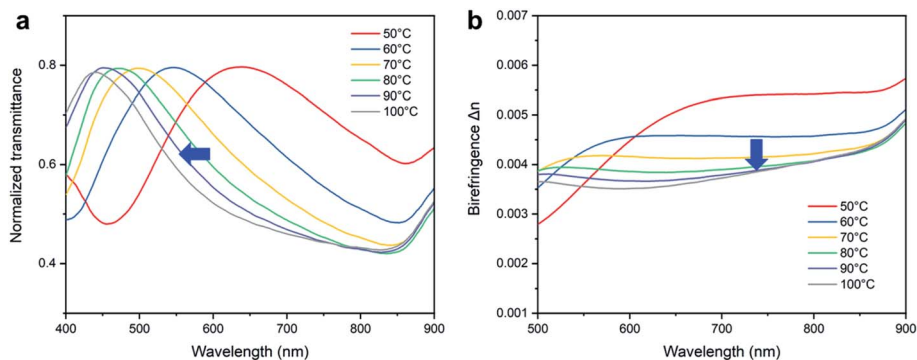 a
Normalized transmittance
0.8
0.6
0.4
50°C
60°C
70°C
80°C
90°C
100°C
400 500 600 700 800 900
Wavelength (nm)
b
Birefringence Δn
0.007
0.006
0.005
0.004
0.003
0.002
0.001
50°C
60°C
70°C
80°C
90°C
100°C
500 600 700 800 900
Wavelength (nm)